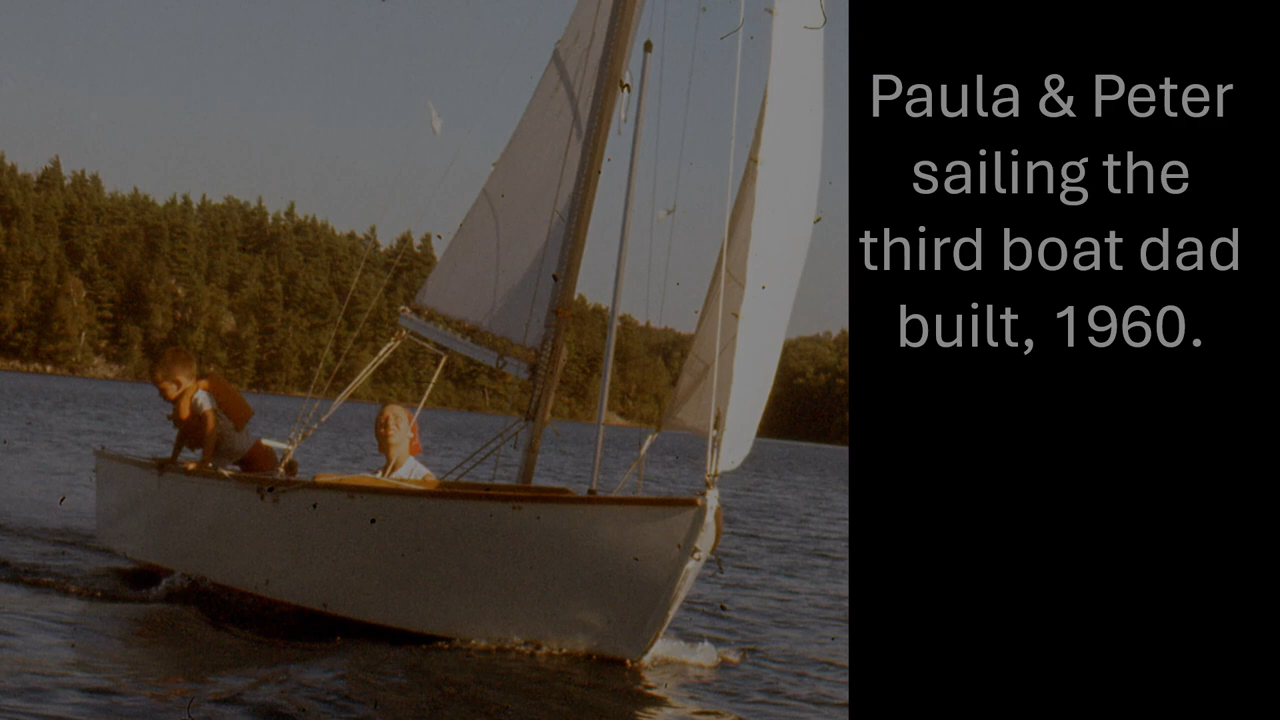 Paula & Peter
sailing the
third boat dad
built, 1960.